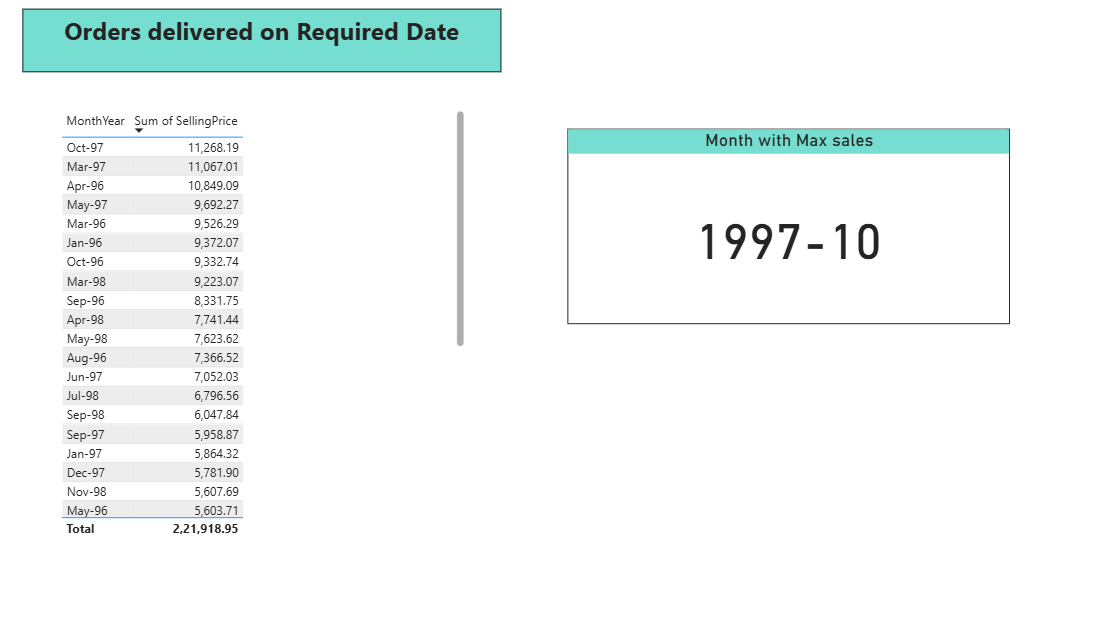 Orders delivered on Required Date
MonthYear Sum of SellingPrice
Oct-97 11,268.19
Mar-97 11,067.01
Apr-96 10,849.09
May-97 9,692.27
Mar-96 9,526.29
Jan-96 9,372.07
Oct-96 9,332.74
Mar-98 9,223.07
Sep-96 8,331.75
Apr-98 7,741.44
May-98 7,623.62
Aug-96 7,366.52
Jun-97 7,052.03
Jul-98 6,796.56
Sep-98 6,047.84
Sep-97 5,958.87
Jan-97 5,864.32
Dec-97 5,781.90
Nov-98 5,607.69
May-96 5,603.71
Total 2,21,918.95
Month with Max sales
1997-10